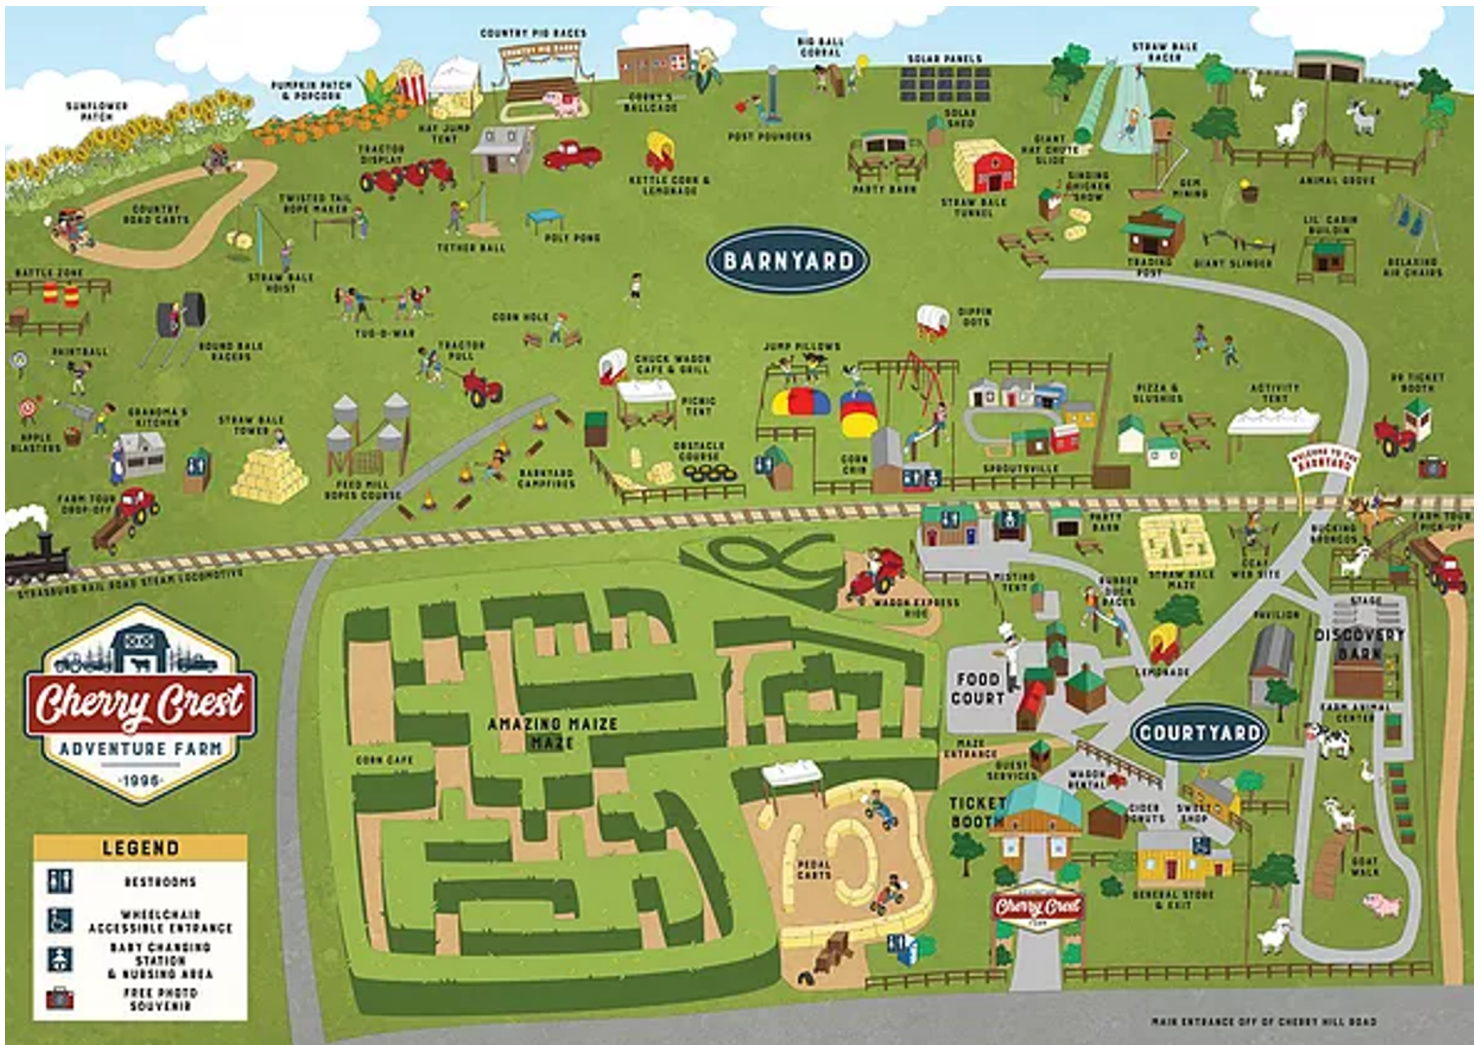 COUNTRY PIG RACES
COUNTRY PIG RACES
BIG BALL
CORRAL
SOLAR PANELS
STRAW BALE
RACER
PUMPKIN PATCH
& POPCORN
SUNFLOWER
PATCH
CORNY'S
BALLCADE
HAY JUMP
TENT
POST POUNDERS
SOLAR
SHED
GIANT
HAY CHUTE
SLIDE
TRACTOR
DISPLAY
KETTLE CORN &
LEMONADE
PARTY BARN
STRAW BALE
TUNNEL
SINGING
CHICKEN
SHOW
GEM
MINING
ANIMAL GROVE
COUNTRY
ROAD CARTS
TWISTED TAIL
ROPE MAKER
TETHER BALL
POLY PONG
BARNYARD
TRADING
POST
GIANT SLINGER
LIL' CABIN
BUILDIN'
RELAXING
AIR CHAIRS
BATTLE ZONE
STRAW BALE
HOIST
TUG-O-WAR
CORN HOLE
DIPPIN
DOTS
PAINTBALL
ROUND BALE
RACERS
TRACTOR
PULL
CHUCK WAGON
CAFE & GRILL
JUMP PILLOWS
PICNIC
TENT
PIZZA &
SLUSHIES
ACTIVITY
TENT
RR TICKET
BOOTH
APPLE
BLASTERS
GRANDMA'S
KITCHEN
STRAW BALE
TOWER
OBSTACLE
COURSE
CORN
CRIB
SPROUTSVILLE
WELCOME TO THE
BARNYARD
FEED MILL
ROPES COURSE
BARNYARD
CAMPFIRES
FARM TOUR
DROP-OFF
STRASBURG RAIL ROAD STEAM LOCOMOTIVE
PARTY
BARN
STRAW BALE
MAZE
GOAT
WEB SITE
BUCKING
BRONCOS
FARM TOUR
PICK-UP
MISTING
TENT
RUBBER
DUCK
RACES
WAGON EXPRESS
RIDE
PAVILION
STAGE
DISCOVERY
BARN
LEMONADE
FOOD
COURT
FARM ANIMAL
CENTER
COURTYARD
Cherry Crest
ADVENTURE FARM
·1996·
AMAZING MAIZE
MAZE
CORN CAFE
MAZE
ENTRANCE
GUEST
SERVICES
WAGON
RENTAL
TICKET
BOOTH
CIDER
DONUTS
SWEET
SHOP
PEDAL
CARTS
GOAT
WALK
GENERAL STORE
& EXIT
Cherry Crest
FARM
LEGEND
RESTROOMS
WHEELCHAIR
ACCESSIBLE ENTRANCE
BABY CHANGING
STATION
& NURSING AREA
FREE PHOTO
SOUVENIR
MAIN ENTRANCE OFF OF CHERRY HILL ROAD